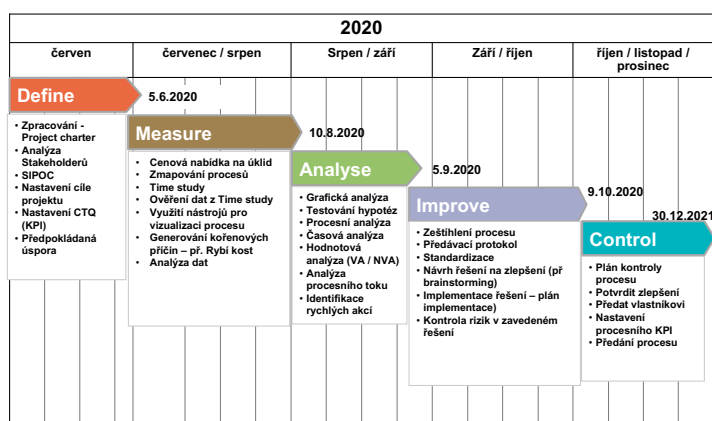 2020
červen
červenec / srpen
Srpen / září
Září / říjen
říjen / listopad /
prosinec
Define
5.6.2020
• Zpracování -
Project charter
• Analýza
Stakeholderů
• SIPOC
• Nastavení cíle
projektu
• Nastavení CTQ
(KPI)
• Předpokládaná
úspora
Measure
10.8.2020
• Cenová nabídka na úklid
• Zmapování procesů
• Time study
• Ověření dat z Time study
• Využití nástrojů pro
vizualizaci procesu
• Generování kořenových
příčin – př. Rybí kost
• Analýza dat
Analyse
5.9.2020
• Grafická analýza
• Testování hypotéz
• Procesní analýza
• Časová analýza
• Hodnotová
analýza (VA / NVA)
• Analýza
procesního toku
• Identifikace
rychlých akcí
Improve
9.10.2020
• Zeštíhlení procesu
• Předávací protokol
• Standardizace
• Návrh řešení na zlepšení (př
brainstorming)
• Implementace řešení – plán
implementace)
• Kontrola rizik v zavedeném
řešení
30.12.2021
Control
• Plán kontroly
procesu
• Potvrdit zlepšení
• Předat vlastníkovi
• Nastavení
procesního KPI
• Předání procesu